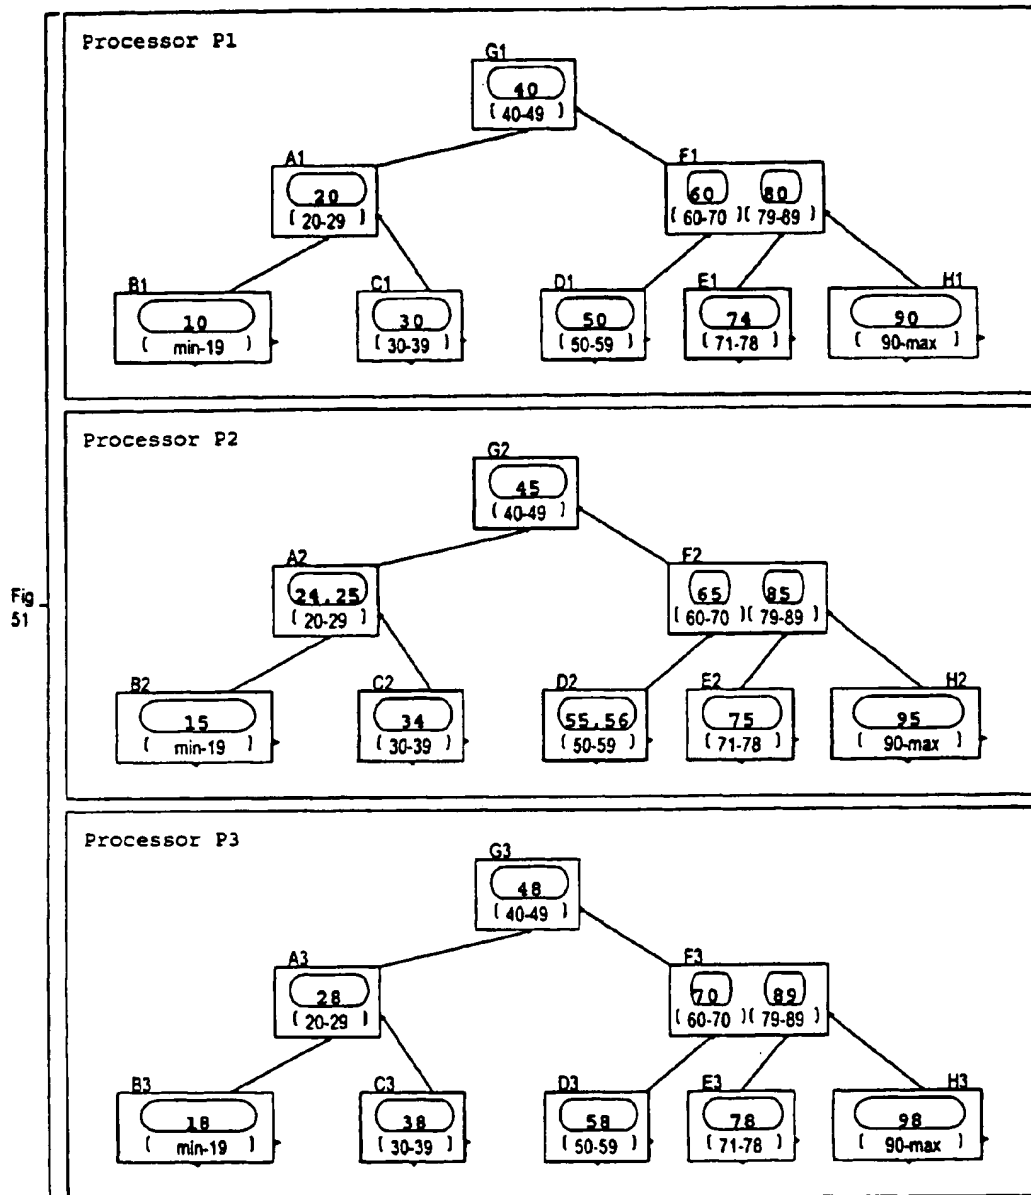 Processor P1
G1
40
( 40-49 )
A1
20
( 20-29 )
F1
60 80
( 60-70 )( 79-89 )
B1
10
( min-19 )
C1
30
( 30-39 )
D1
50
( 50-59 )
E1
74
( 71-78 )
H1
90
( 90-max )
Processor P2
G2
45
( 40-49 )
A2
24,25
( 20-29 )
F2
65 85
( 60-70 )( 79-89 )
Fig
51
B2
15
( min-19 )
C2
34
( 30-39 )
D2
55,56
( 50-59 )
E2
75
( 71-78 )
H2
95
( 90-max )
Processor P3
G3
48
( 40-49 )
A3
28
( 20-29 )
F3
70 89
( 60-70 )( 79-89 )
B3
18
( min-19 )
C3
38
( 30-39 )
D3
58
( 50-59 )
E3
78
( 71-78 )
H3
98
( 90-max )